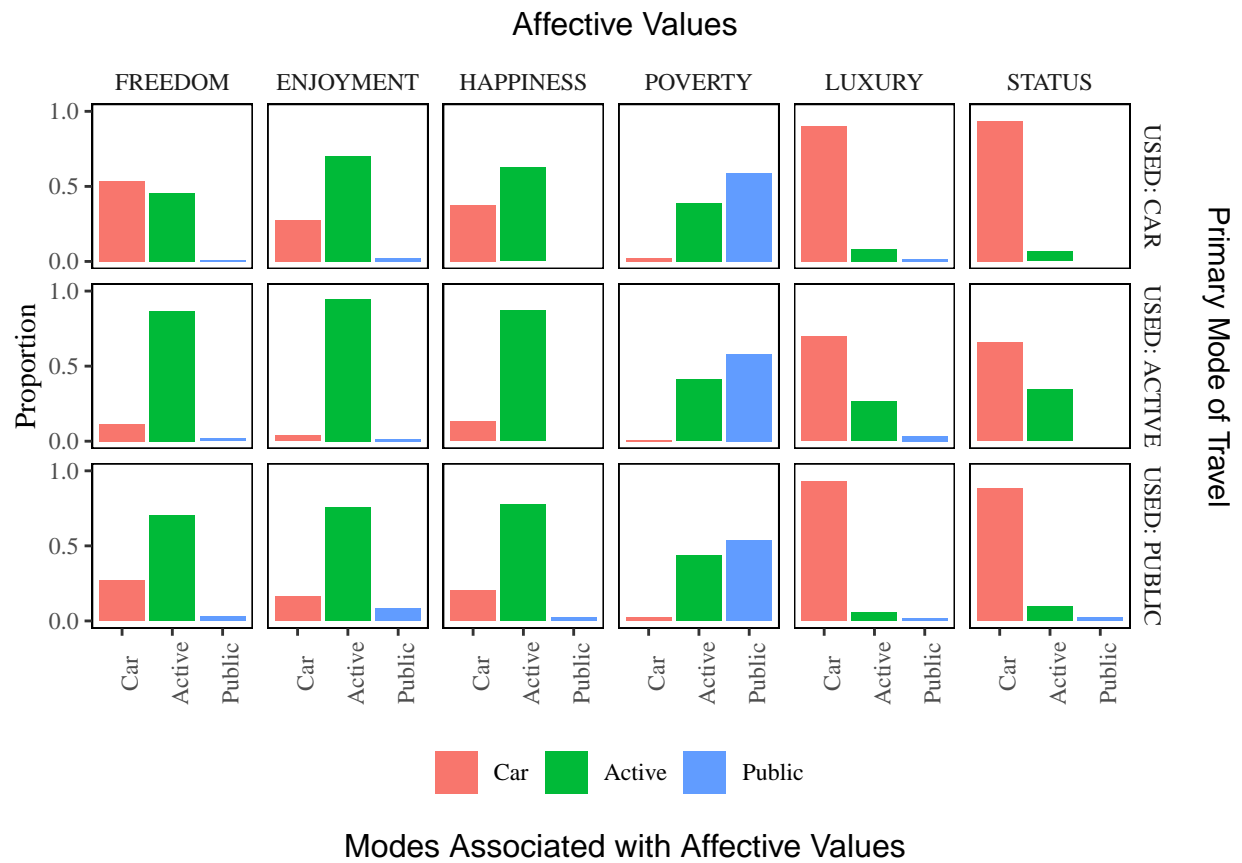 Affective Values
FREEDOM ENJOYMENT HAPPINESS POVERTY LUXURY STATUS
Proportion
1.0
0.5
0.0
USED: CAR
1.0
0.5
0.0
USED: ACTIVE
1.0
0.5
0.0
USED: PUBLIC
Primary Mode of Travel
Car Active Public Car Active Public Car Active Public Car Active Public Car Active Public Car Active Public
Car Active Public
Modes Associated with Affective Values